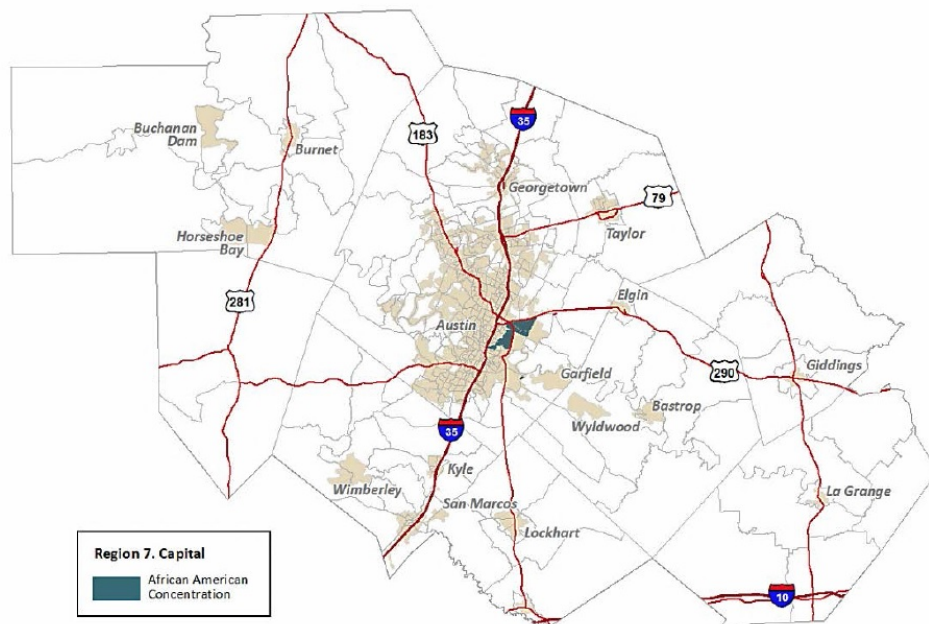 35
183
Buchanan
Dam
Burnet
Georgetown
79
Taylor
Horseshoe
Bay
281
Elgin
Austin
290
Giddings
Garfield
Bastrop
Wyldwood
35
Kyle
Wimberley
San Marcos
La Grange
Lockhart
Region 7. Capital
African American
Concentration
10